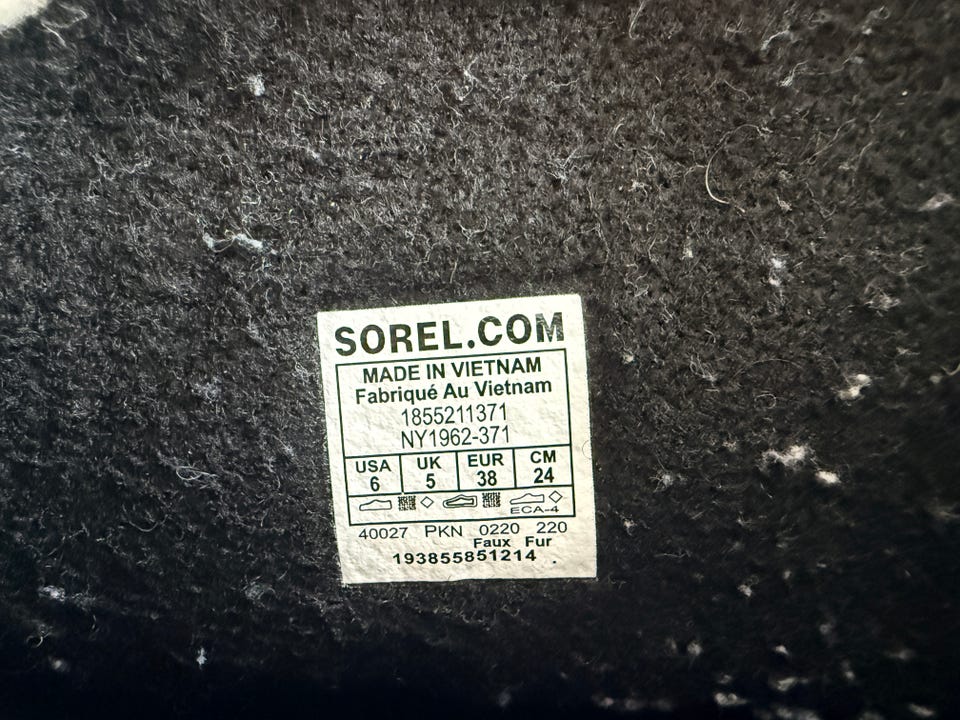 SOREL.COM
MADE IN VIETNAM
Fabriqué Au Vietnam
1855211371
NY1962-371
USA UK EUR CM
6 5 38 24
ECA-4
40027 PKN 0220 220
Faux Fur
193855851214 .